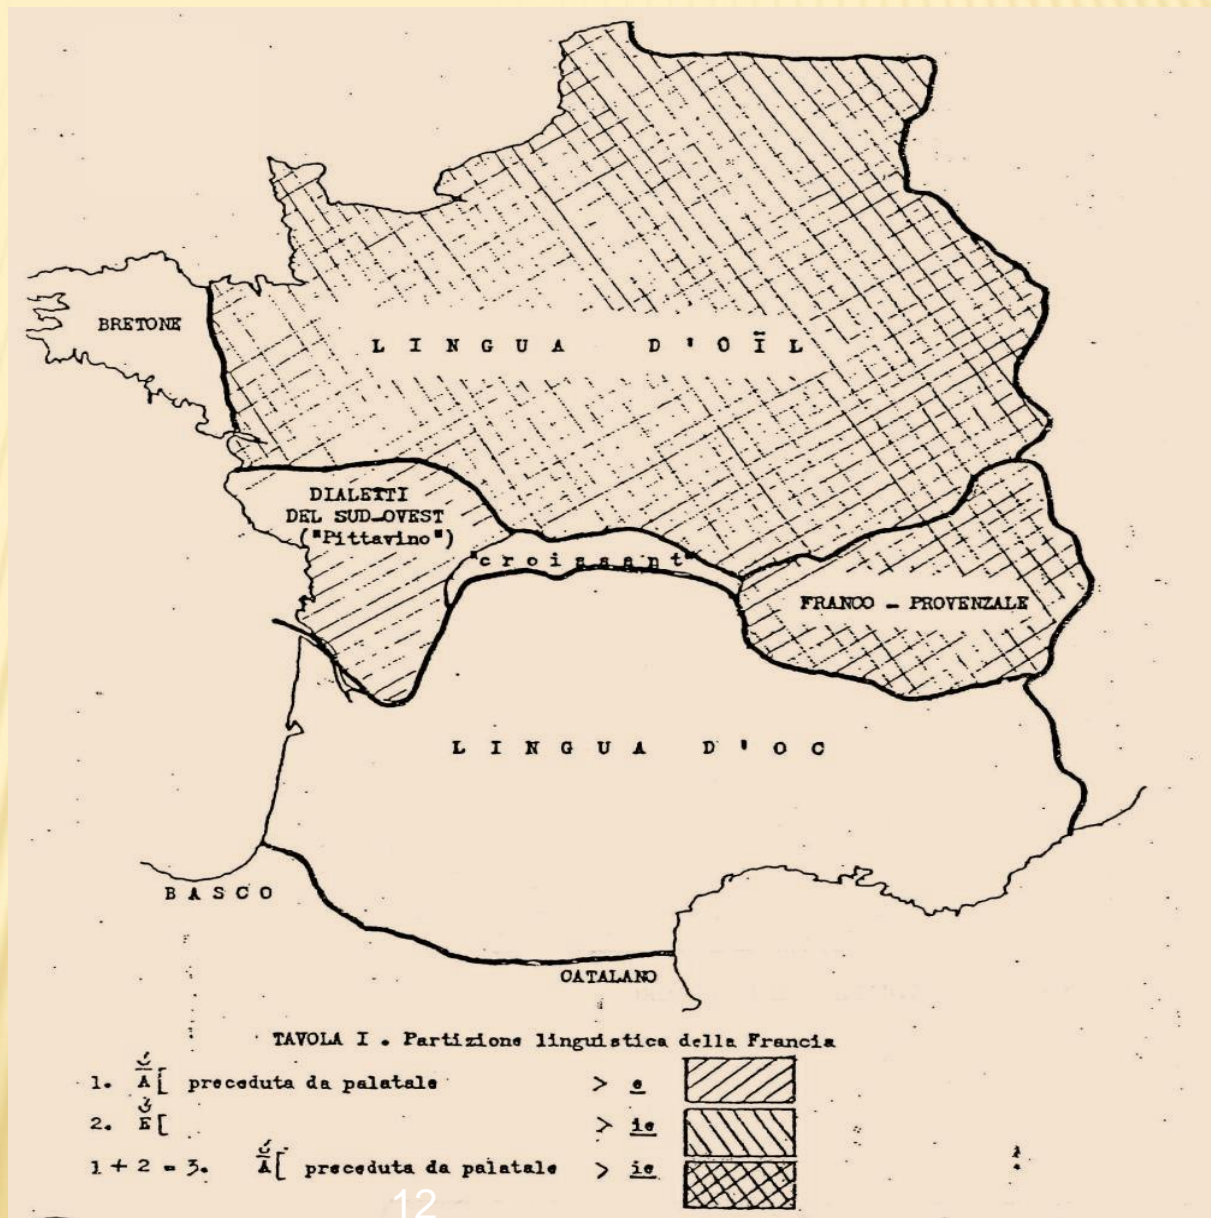 BRETONE
LINGUA D'OÏL
DIALETTI
DEL SUD-OVEST
("Pittavino")
"croissant"
FRANCO - PROVENZALE
LINGUA D'OC
BASCO
CATALANO
TAVOLA I . Partizione linguistica della Francia
1. Ā̆́[ preceduta da palatale > e
2. Ĕ́[ > ie
1 + 2 = 3. Ā̆́[ preceduta da palatale > ie
12